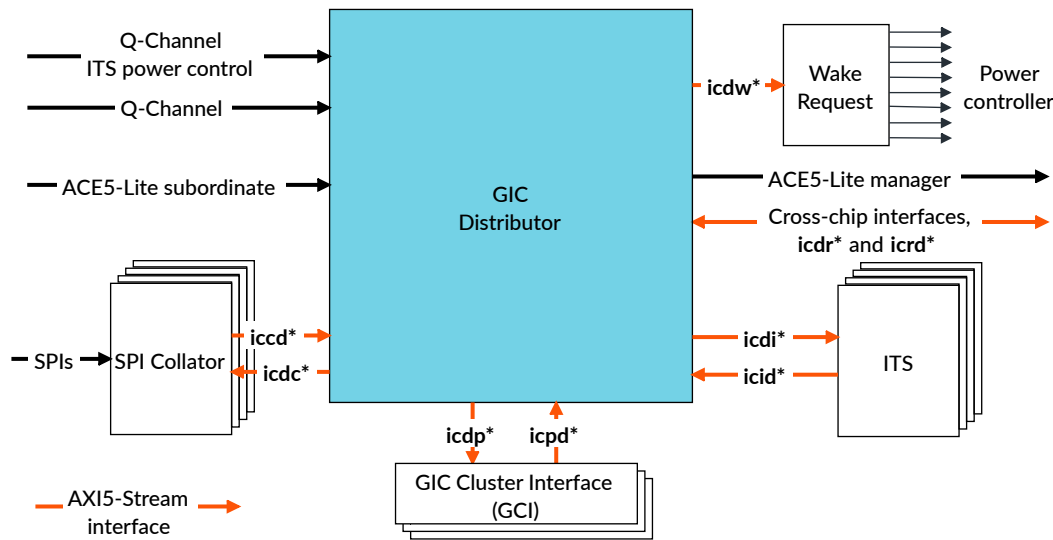 Q-Channel
ITS power control
Q-Channel
ACE5-Lite subordinate
GIC
Distributor
icdw*
Wake
Request
Power
controller
ACE5-Lite manager
Cross-chip interfaces,
icdr* and icrd*
SPIs
SPI Collator
iccd*
icdc*
icdi*
icid*
ITS
icdp*
icpd*
GIC Cluster Interface
(GCI)
AXI5-Stream
interface